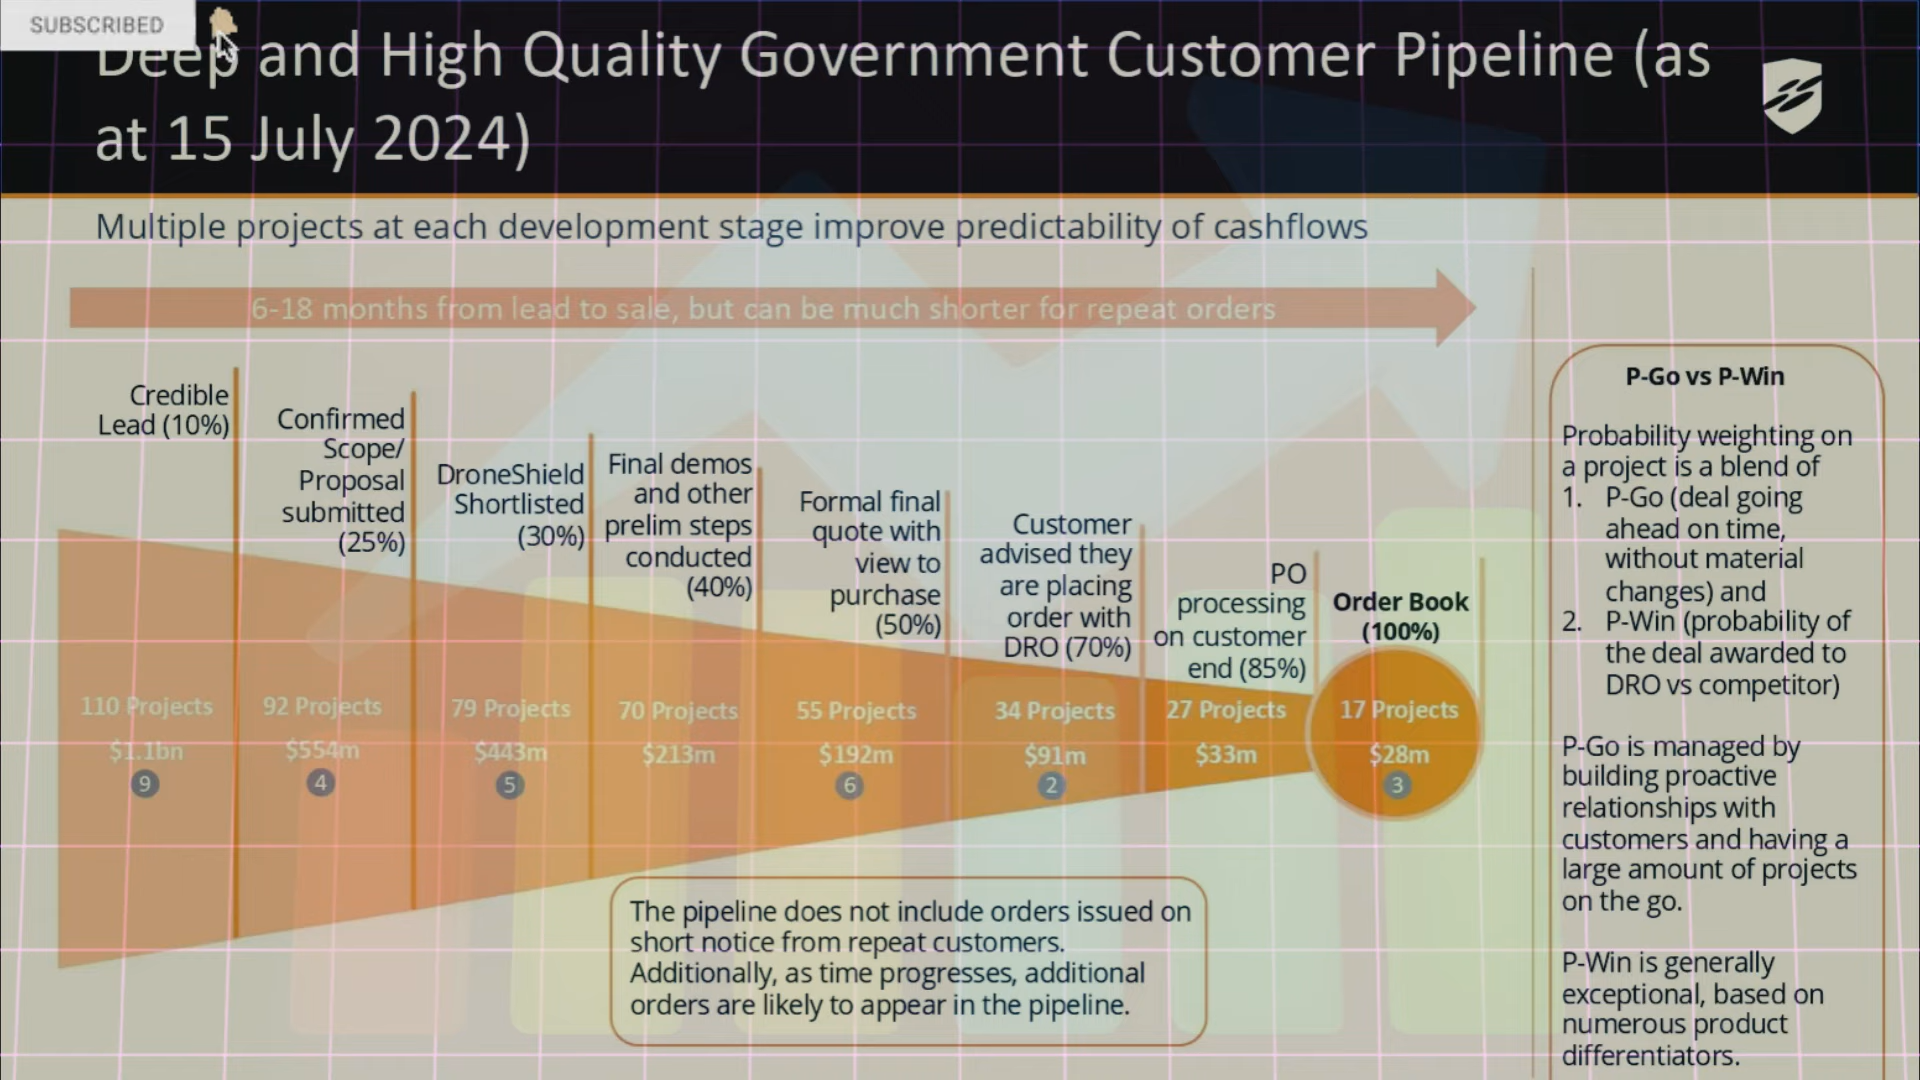 SUBSCRIBED
Deep and High Quality Government Customer Pipeline (as
at 15 July 2024)
Multiple projects at each development stage improve predictability of cashflows
6-18 months from lead to sale, but can be much shorter for repeat orders
Credible
Lead (10%)
Confirmed
Scope/
Proposal
submitted
(25%)
DroneShield
Shortlisted
(30%)
Final demos
and other
prelim steps
conducted
(40%)
Formal final
quote with
view to
purchase
(50%)
Customer
advised they
are placing
order with
DRO (70%)
PO
processing
on customer
end (85%)
Order Book
(100%)
110 Projects
$1.1bn
9
92 Projects
$554m
4
79 Projects
$443m
5
70 Projects
$213m
55 Projects
$192m
6
34 Projects
$91m
2
27 Projects
$33m
17 Projects
$28m
3
The pipeline does not include orders issued on
short notice from repeat customers.
Additionally, as time progresses, additional
orders are likely to appear in the pipeline.
P-Go vs P-Win
Probability weighting on
a project is a blend of
1. P-Go (deal going
ahead on time,
without material
changes) and
2. P-Win (probability of
the deal awarded to
DRO vs competitor)
P-Go is managed by
building proactive
relationships with
customers and having a
large amount of projects
on the go.
P-Win is generally
exceptional, based on
numerous product
differentiators.